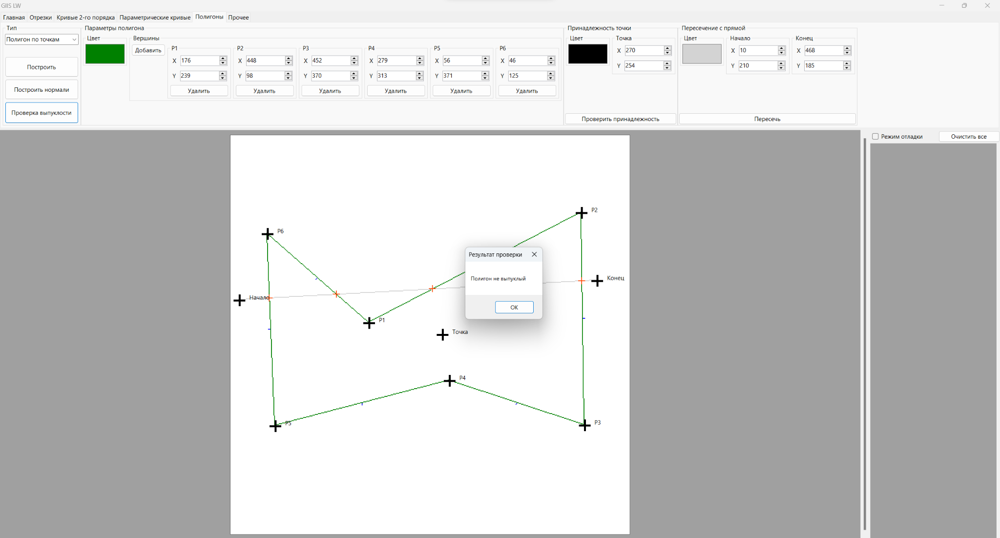 GIIS LW
Главная Отрезки Кривые 2-го порядка Параметрические кривые Полигоны Прочее
Тип
Полигон по точкам
Построить
Построить нормали
Проверка выпуклости
Параметры полигона
Цвет
Вершины
Добавить
P1
X 176
Y 239
Удалить
P2
X 448
Y 98
Удалить
P3
X 452
Y 370
Удалить
P4
X 279
Y 313
Удалить
P5
X 56
Y 371
Удалить
P6
X 46
Y 125
Удалить
Принадлежность точки
Цвет
Точка
X 270
Y 254
Проверить принадлежность
Пересечение с прямой
Цвет
Начало
X 10
Y 210
Конец
X 468
Y 185
Пересечь
Режим отладки
Очистить все
P2
P6
Результат проверки
Полигон не выпуклый
OK
Конец
Начало
P1
Точка
P4
P5
P3